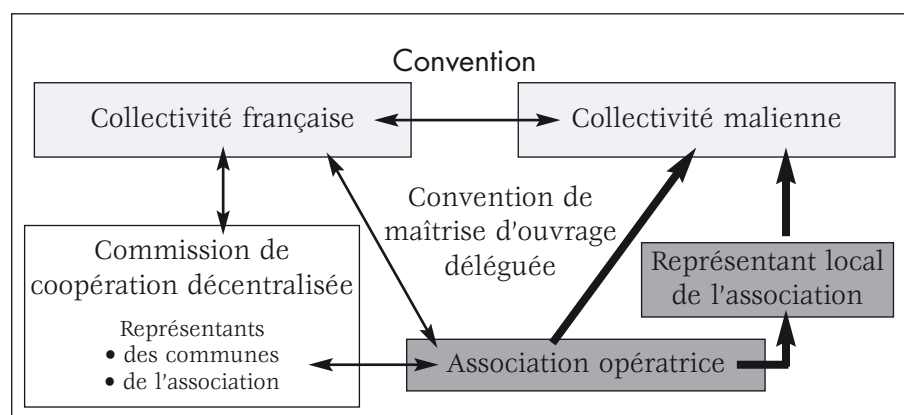 Convention
Collectivité française
Collectivité malienne
Convention de
maîtrise d'ouvrage
déléguée
Commission de
coopération décentralisée
Représentants
• des communes
• de l'association
Représentant local
de l'association
Association opératrice